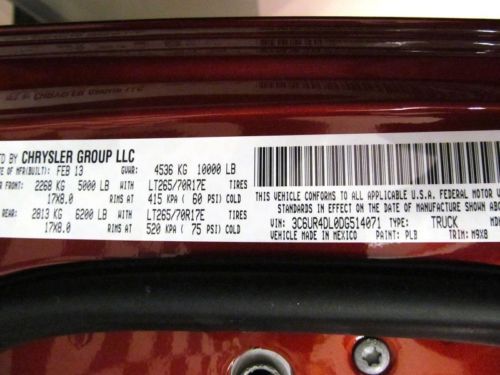 FD BY CHRYSLER GROUP LLC
OF MFR(BUILT): FEB 13 GVWR: 4536 KG 10000 LB
FRONT: 2268 KG 5000 LB WITH LT265/70R17E TIRES
17X8.0 RIMS AT 415 KPA ( 60 PSI) COLD
REAR: 2813 KG 6200 LB WITH LT265/70R17E TIRES
17X8.0 RIMS AT 520 KPA ( 75 PSI) COLD
THIS VEHICLE CONFORMS TO ALL APPLICABLE U.S.A. FEDERAL MOTOR
STANDARDS IN EFFECT ON THE DATE OF MANUFACTURE SHOWN ABO
VIN: 3C6UR4DL0DG514071 TYPE: TRUCK MD
VEHICLE MADE IN MEXICO PAINT: PLB TRIM: M9X8